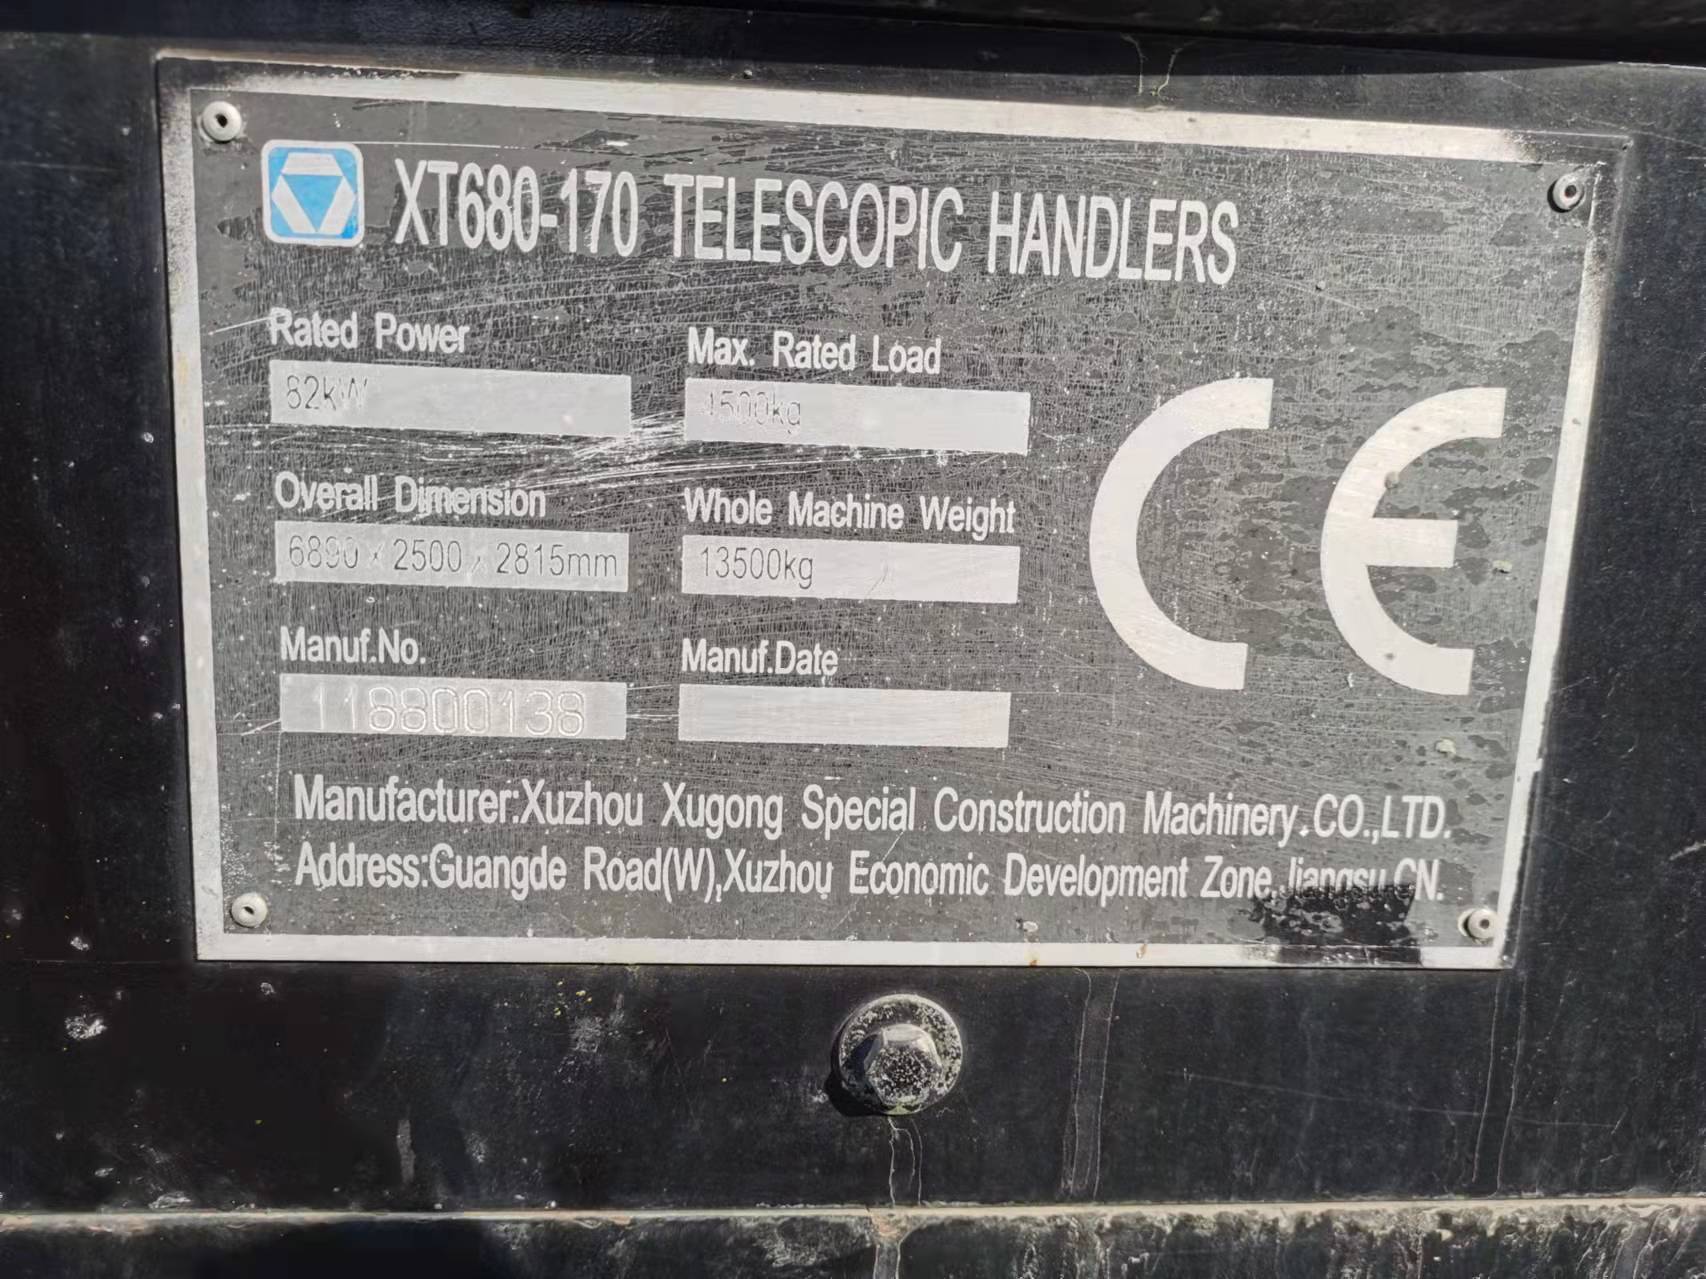 XT680-170 TELESCOPIC HANDLERS
Rated Power Max. Rated Load
82kW 4500kg
Overall Dimension Whole Machine Weight
6890 × 2500 × 2815mm 13500kg
Manuf.No. Manuf.Date
118800138
CE
Manufacturer:Xuzhou Xugong Special Construction Machinery.CO.,LTD.
Address:Guangde Road(W),Xuzhou Economic Development Zone,Jiangsu,CN.